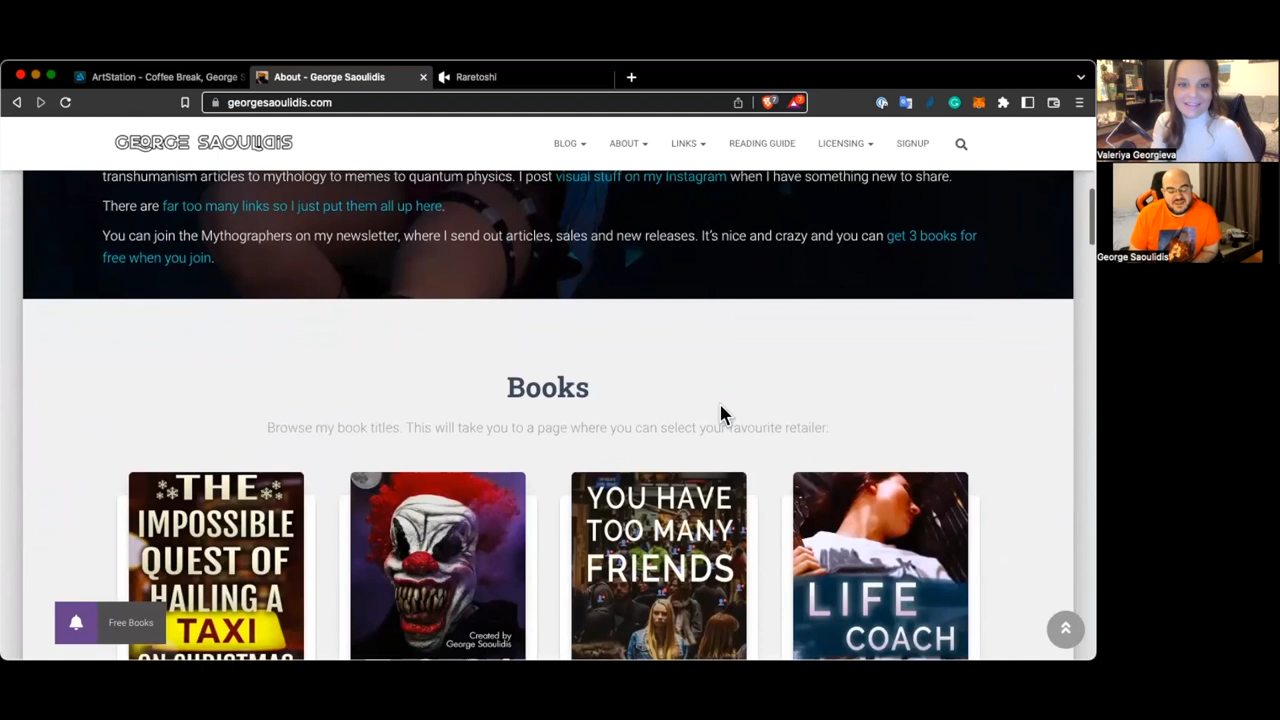 ArtStation - Coffee Break, George S
About - George Saoulidis
Raretoshi
georgesaoulidis.com
GEORGE SAOULIDIS
BLOG
ABOUT
LINKS
READING GUIDE
LICENSING
SIGNUP
transhumanism articles to mythology to memes to quantum physics. I post visual stuff on my Instagram when I have something new to share.
There are far too many links so I just put them all up here.
You can join the Mythographers on my newsletter, where I send out articles, sales and new releases. It's nice and crazy and you can get 3 books for
free when you join.
Books
Browse my book titles. This will take you to a page where you can select your favourite retailer.
THE
IMPOSSIBLE
QUEST OF
HAILING A
TAXI
ON CHRISTMAS
Created by
George Saoulidis
YOU HAVE
TOO MANY
FRIENDS
LIFE
COACH
Free Books
Valeriya Georgieva
George Saoulidis